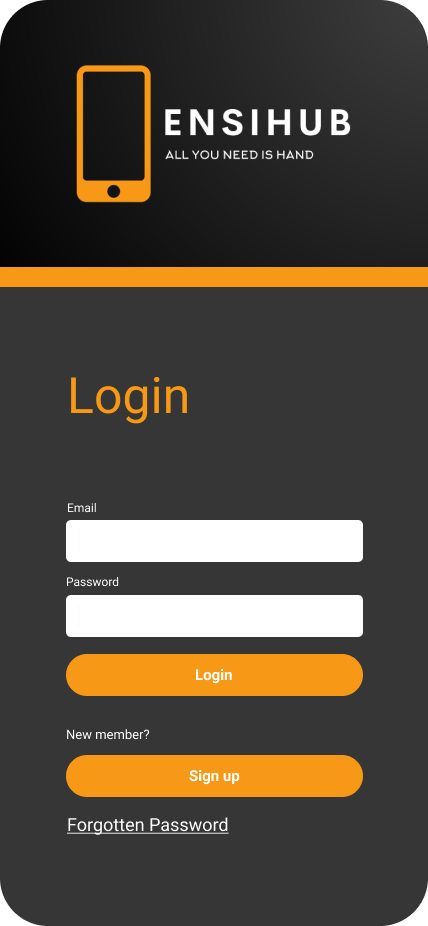 ENSIHUB
ALL YOU NEED IS HAND
Login
Email
Password
Login
New member?
Sign up
Forgotten Password